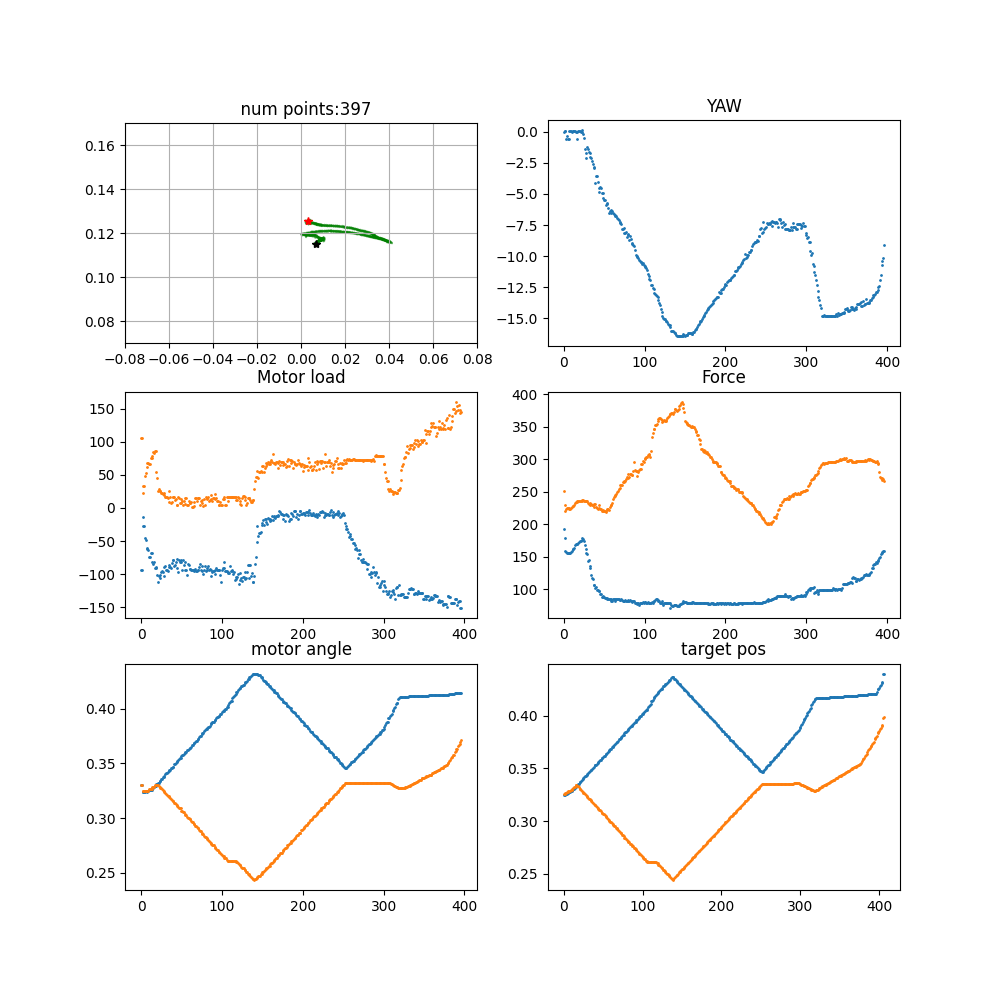 num points:397
YAW
0.16
0.14
0.12
0.10
0.08
−0.08 −0.06 −0.04 −0.02 0.00 0.02 0.04 0.06 0.08
0.0
−2.5
−5.0
−7.5
−10.0
−12.5
−15.0
0 100 200 300 400
Motor load
Force
150
100
50
0
−50
−100
−150
0 100 200 300 400
400
350
300
250
200
150
100
0 100 200 300 400
motor angle
target pos
0.40
0.35
0.30
0.25
0 100 200 300 400
0.40
0.35
0.30
0.25
0 100 200 300 400